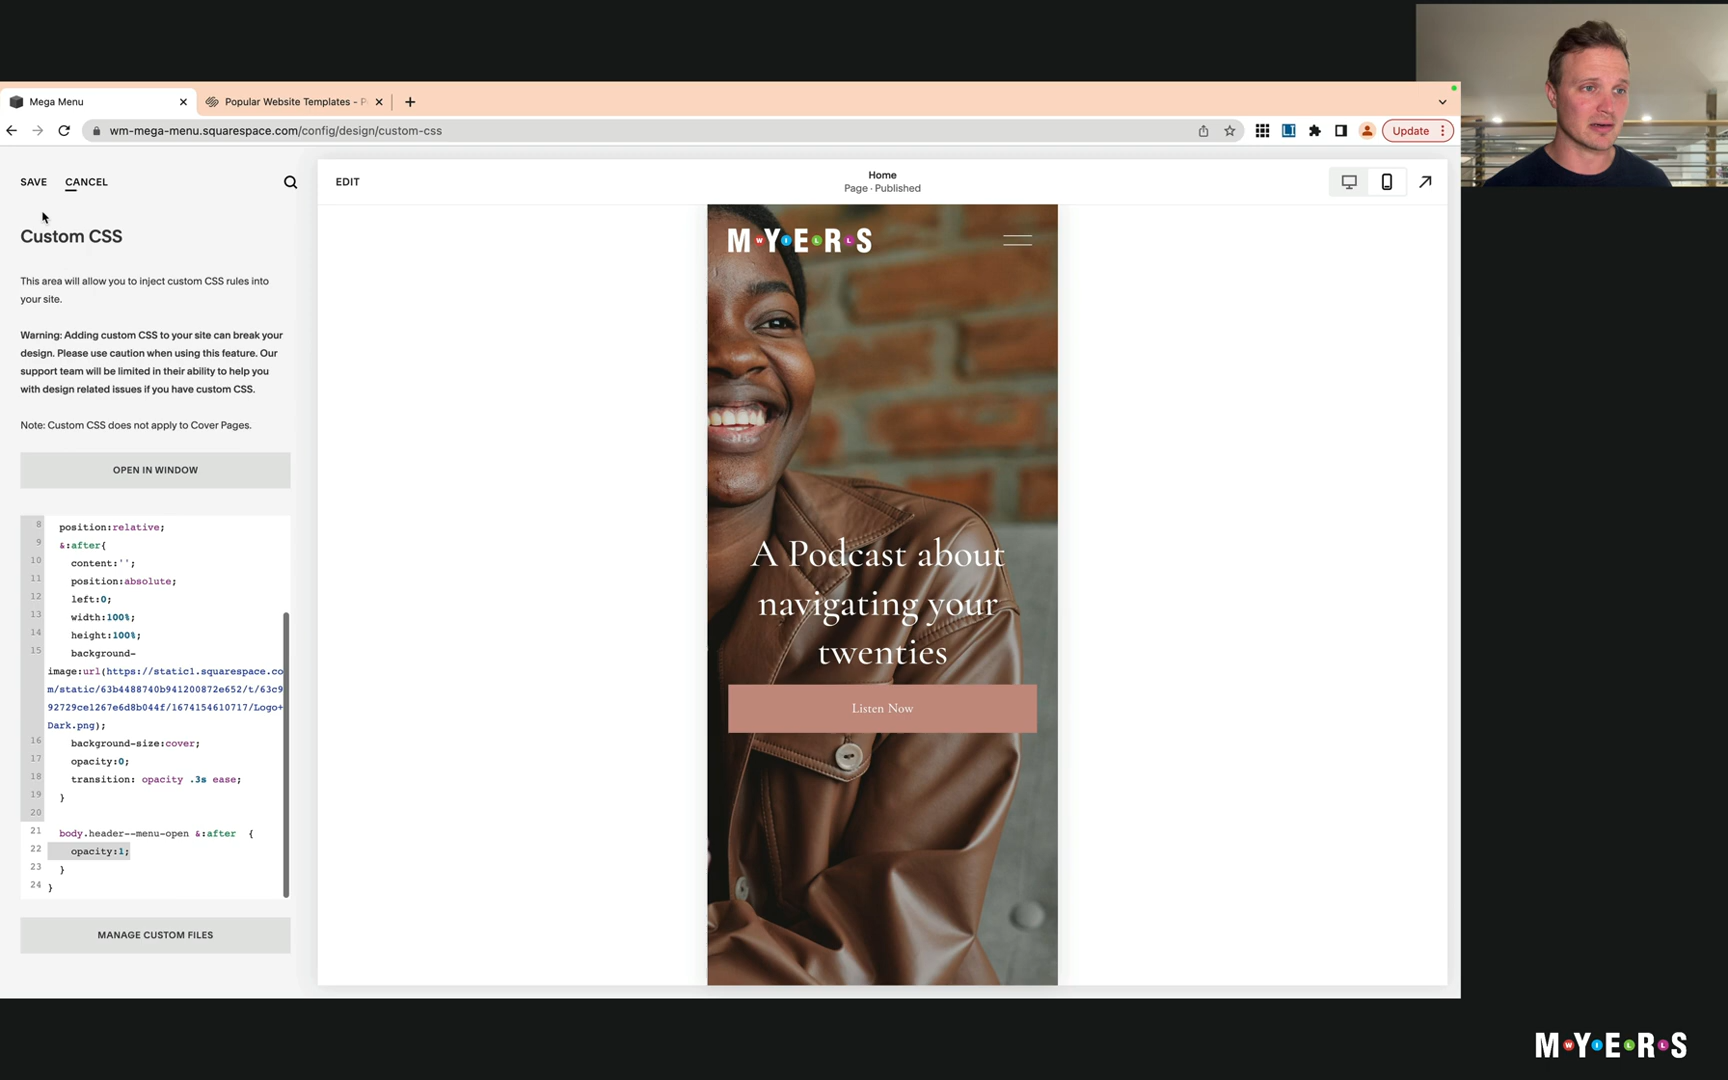 Mega Menu
Popular Website Templates - P
wm-mega-menu.squarespace.com/config/design/custom-css
Update
SAVE CANCEL
EDIT
Home
Page · Published
Custom CSS
This area will allow you to inject custom CSS rules into
your site.
Warning: Adding custom CSS to your site can break your
design. Please use caution when using this feature. Our
support team will be limited in their ability to help you
with design related issues if you have custom CSS.
Note: Custom CSS does not apply to Cover Pages.
OPEN IN WINDOW
8 position:relative;
9 &:after{
10 content:'';
11 position:absolute;
12 left:0;
13 width:100%;
14 height:100%;
15 background-
image:url(https://static1.squarespace.co
m/static/63b4488740b941200872e652/t/63c9
92729ce1267e6d8b044f/1674154610717/Logo+
Dark.png);
16 background-size:cover;
17 opacity:0;
18 transition: opacity .3s ease;
19 }
20
21 body.header--menu-open &:after {
22 opacity:1;
23 }
24 }
MANAGE CUSTOM FILES
MWYIELRLS
A Podcast about
navigating your
twenties
Listen Now
MWYIELRLS